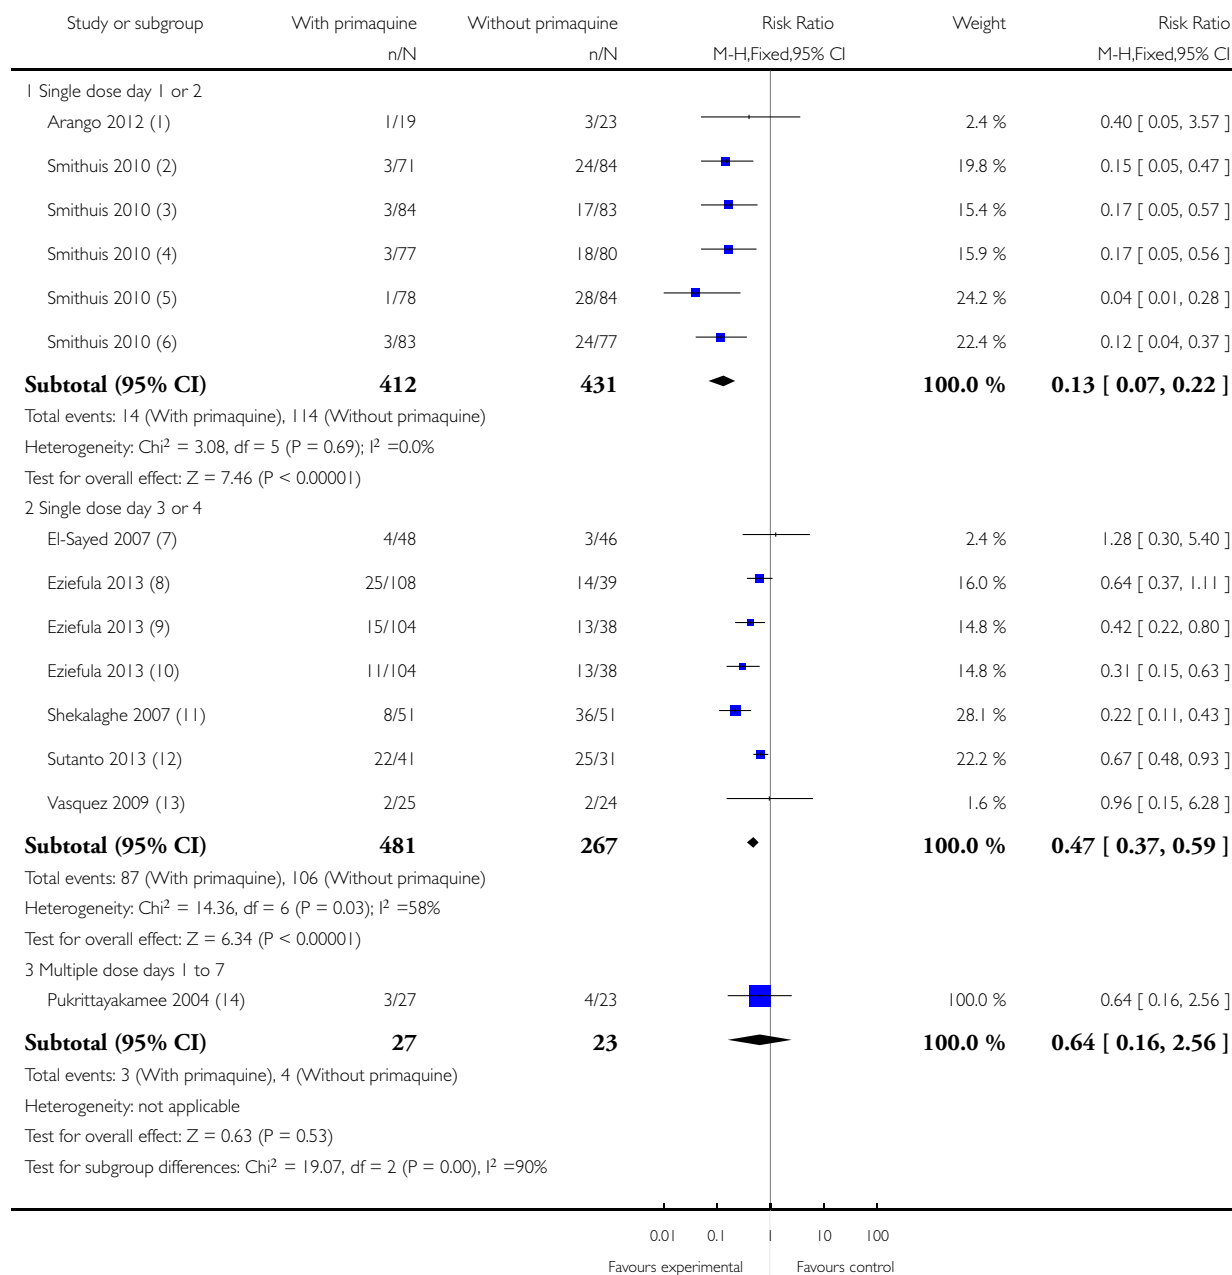 Study or subgroup With primaquine Without primaquine Risk Ratio Weight Risk Ratio
n/N n/N M-H,Fixed,95% CI M-H,Fixed,95% CI
1 Single dose day 1 or 2
Arango 2012 (1) 1/19 3/23 2.4 % 0.40 [ 0.05, 3.57 ]
Smithuis 2010 (2) 3/71 24/84 19.8 % 0.15 [ 0.05, 0.47 ]
Smithuis 2010 (3) 3/84 17/83 15.4 % 0.17 [ 0.05, 0.57 ]
Smithuis 2010 (4) 3/77 18/80 15.9 % 0.17 [ 0.05, 0.56 ]
Smithuis 2010 (5) 1/78 28/84 24.2 % 0.04 [ 0.01, 0.28 ]
Smithuis 2010 (6) 3/83 24/77 22.4 % 0.12 [ 0.04, 0.37 ]
Subtotal (95% CI) 412 431 100.0 % 0.13 [ 0.07, 0.22 ]
Total events: 14 (With primaquine), 114 (Without primaquine)
Heterogeneity: Chi² = 3.08, df = 5 (P = 0.69); I² =0.0%
Test for overall effect: Z = 7.46 (P < 0.00001)
2 Single dose day 3 or 4
El-Sayed 2007 (7) 4/48 3/46 2.4 % 1.28 [ 0.30, 5.40 ]
Eziefula 2013 (8) 25/108 14/39 16.0 % 0.64 [ 0.37, 1.11 ]
Eziefula 2013 (9) 15/104 13/38 14.8 % 0.42 [ 0.22, 0.80 ]
Eziefula 2013 (10) 11/104 13/38 14.8 % 0.31 [ 0.15, 0.63 ]
Shekalaghe 2007 (11) 8/51 36/51 28.1 % 0.22 [ 0.11, 0.43 ]
Sutanto 2013 (12) 22/41 25/31 22.2 % 0.67 [ 0.48, 0.93 ]
Vasquez 2009 (13) 2/25 2/24 1.6 % 0.96 [ 0.15, 6.28 ]
Subtotal (95% CI) 481 267 100.0 % 0.47 [ 0.37, 0.59 ]
Total events: 87 (With primaquine), 106 (Without primaquine)
Heterogeneity: Chi² = 14.36, df = 6 (P = 0.03); I² =58%
Test for overall effect: Z = 6.34 (P < 0.00001)
3 Multiple dose days 1 to 7
Pukrittayakamee 2004 (14) 3/27 4/23 100.0 % 0.64 [ 0.16, 2.56 ]
Subtotal (95% CI) 27 23 100.0 % 0.64 [ 0.16, 2.56 ]
Total events: 3 (With primaquine), 4 (Without primaquine)
Heterogeneity: not applicable
Test for overall effect: Z = 0.63 (P = 0.53)
Test for subgroup differences: Chi² = 19.07, df = 2 (P = 0.00), I² =90%
0.01 0.1 1 10 100
Favours experimental Favours control